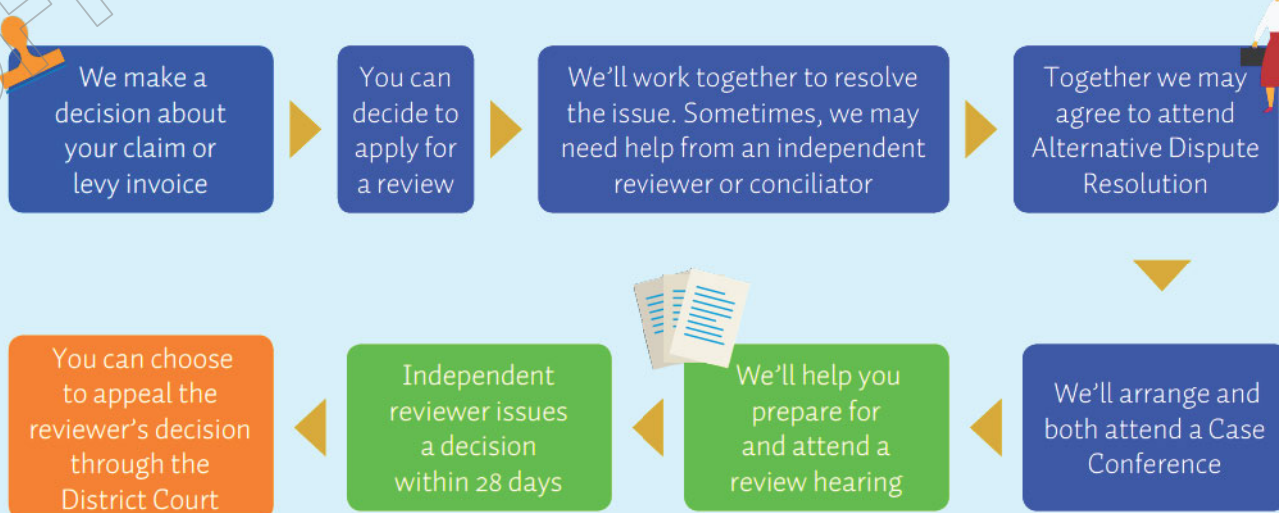 We make a
decision about
your claim or
levy invoice
You can
decide to
apply for
a review
We’ll work together to resolve
the issue. Sometimes, we may
need help from an independent
reviewer or conciliator
Together we may
agree to attend
Alternative Dispute
Resolution
We’ll arrange and
both attend a Case
Conference
We’ll help you
prepare for
and attend a
review hearing
Independent
reviewer issues
a decision
within 28 days
You can choose
to appeal the
reviewer’s decision
through the
District Court